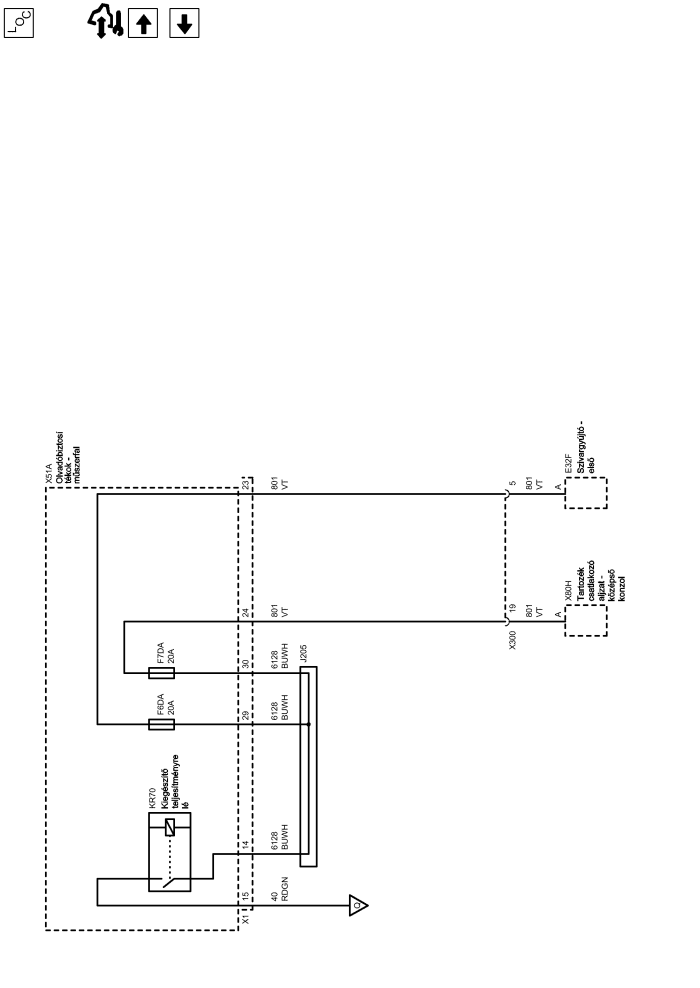 LOC
X51A
Olvadóbiztosí
tékok -
műszerfal
23
801
VT
5
801
VT
A
E32F
Szivargyújtó -
első
24
801
VT
X300
19
801
VT
A
X80H
Tartozék
csatlakozó
aljzat -
középső
konzol
F7DA
20A
30
6128
BUWH
J205
F6DA
20A
29
6128
BUWH
KR70
Kiegészítő
teljesítményre
lé
14
6128
BUWH
X1
15
40
RDGN
Q